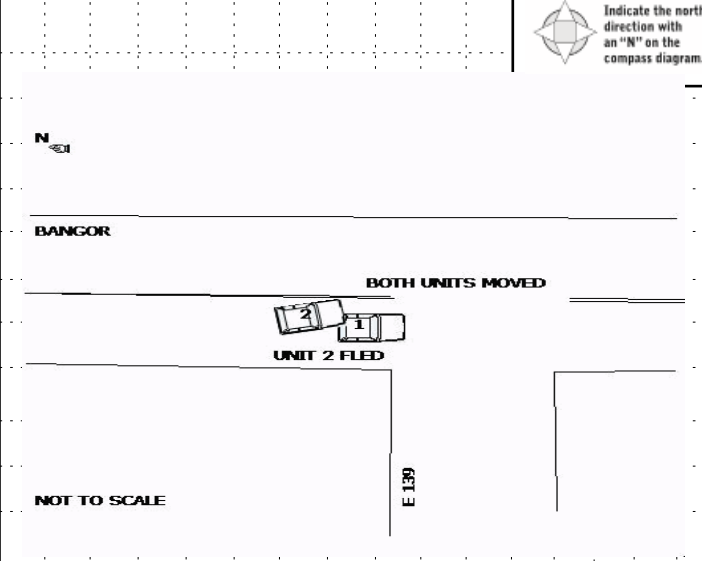 Indicate the north
direction with
an "N" on the
compass diagram.
N
BANGOR
BOTH UNITS MOVED
2
1
UNIT 2 FLED
E 139
NOT TO SCALE